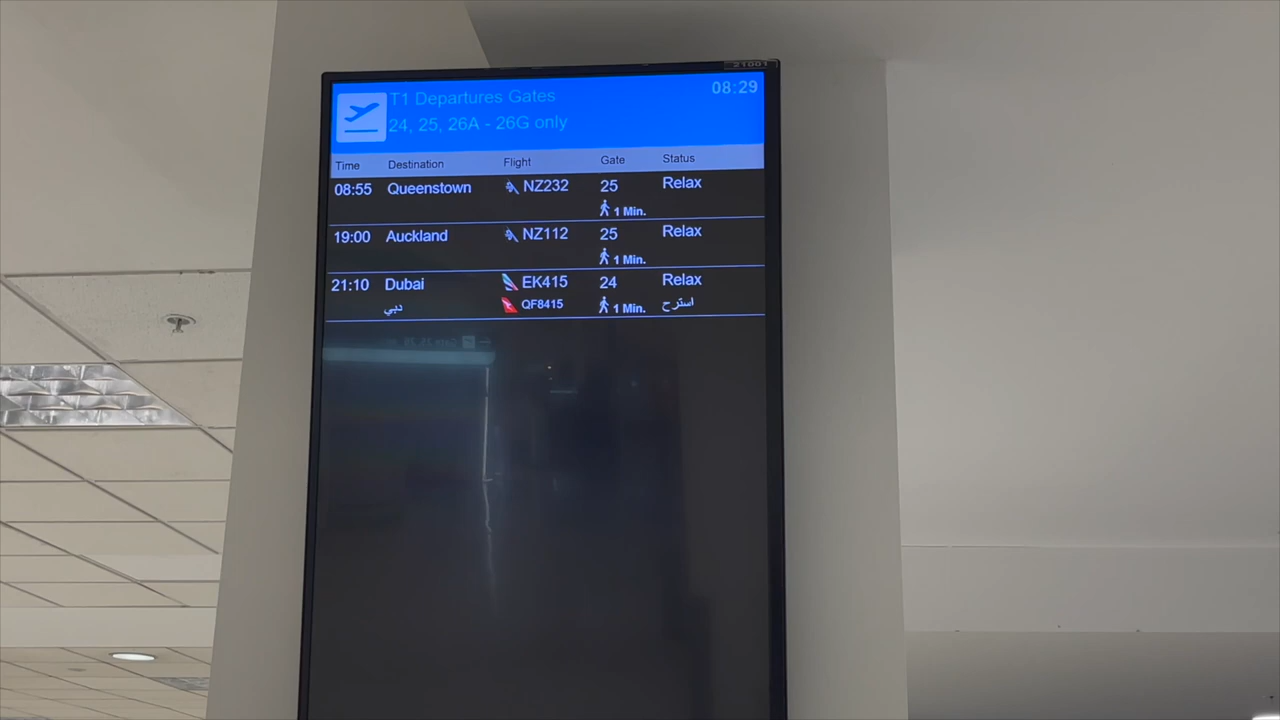 21001
T1 Departures Gates
24, 25, 26A - 26G only
08:29
Time Destination Flight Gate Status
08:55 Queenstown NZ232 25 Relax
1 Min.
19:00 Auckland NZ112 25 Relax
1 Min.
21:10 Dubai EK415 24 Relax
دبي QF8415 1 Min. استرح